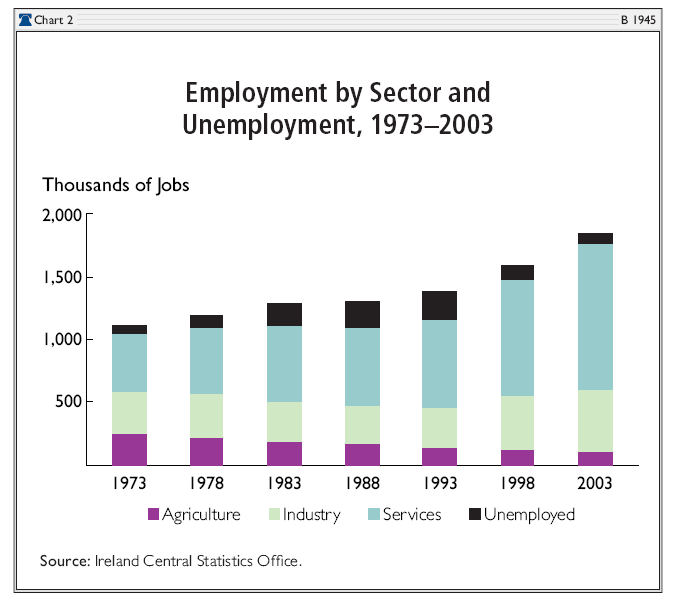 Chart 2
B 1945
Employment by Sector and
Unemployment, 1973–2003
Thousands of Jobs
2,000
1,500
1,000
500
1973 1978 1983 1988 1993 1998 2003
Agriculture Industry Services Unemployed
Source: Ireland Central Statistics Office.